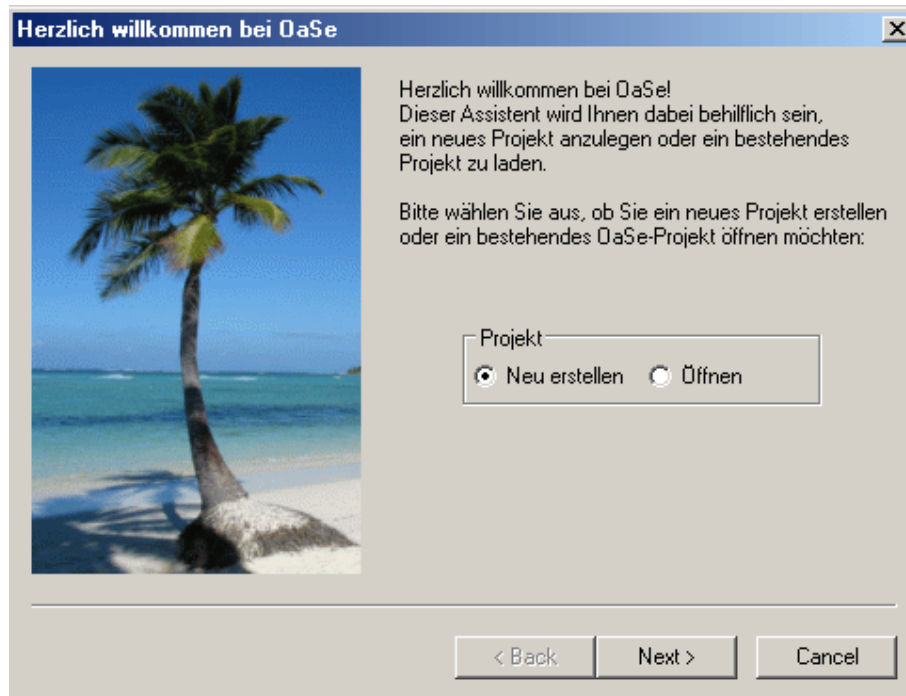 Herzlich willkommen bei OaSe
Herzlich willkommen bei OaSe!
Dieser Assistent wird Ihnen dabei behilflich sein,
ein neues Projekt anzulegen oder ein bestehendes
Projekt zu laden.
Bitte wählen Sie aus, ob Sie ein neues Projekt erstellen
oder ein bestehendes OaSe-Projekt öffnen möchten:
Projekt
Neu erstellen Öffnen
< Back Next > Cancel